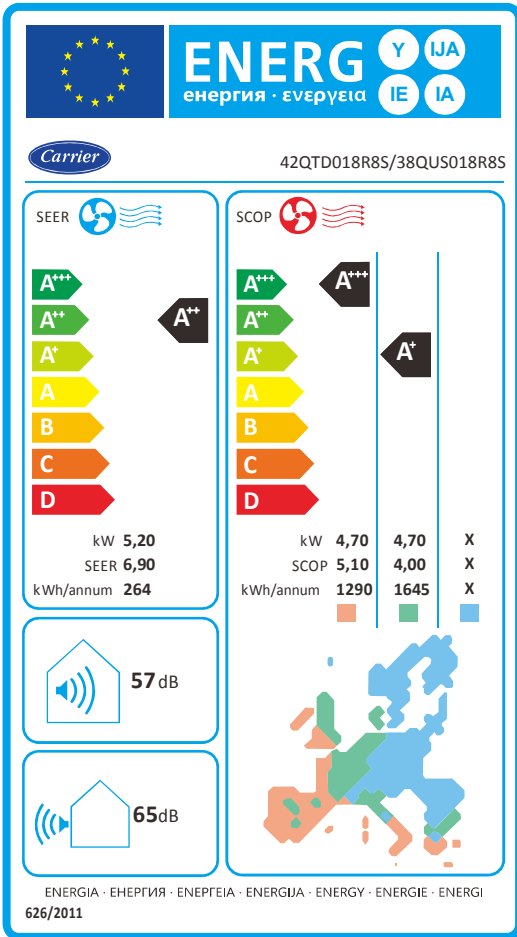 ENERG
енергия · ενεργεια
Y
IJA
IE
IA
Carrier
42QTD018R8S/38QUS018R8S
SEER
A+++
A++
A+
A
B
C
D
A++
kW 5,20
SEER 6,90
kWh/annum 264
SCOP
A+++
A++
A+
A
B
C
D
A+++
A+
kW 4,70 4,70 X
SCOP 5,10 4,00 X
kWh/annum 1290 1645 X
57 dB
65dB
ENERGIA · ЕНЕРГИЯ · ΕΝΕΡΓΕΙΑ · ENERGIJA · ENERGY · ENERGIE · ENERGI
626/2011